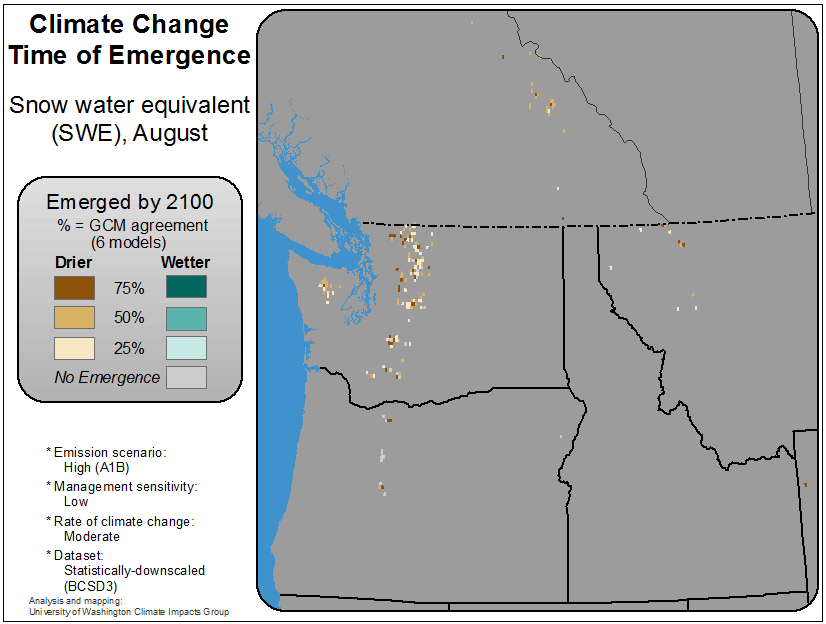 Climate Change
Time of Emergence
Snow water equivalent
(SWE), August
Emerged by 2100
% = GCM agreement
(6 models)
Drier Wetter
75%
50%
25%
No Emergence
* Emission scenario:
High (A1B)
* Management sensitivity:
Low
* Rate of climate change:
Moderate
* Dataset:
Statistically-downscaled
(BCSD3)
Analysis and mapping:
University of Washington Climate Impacts Group